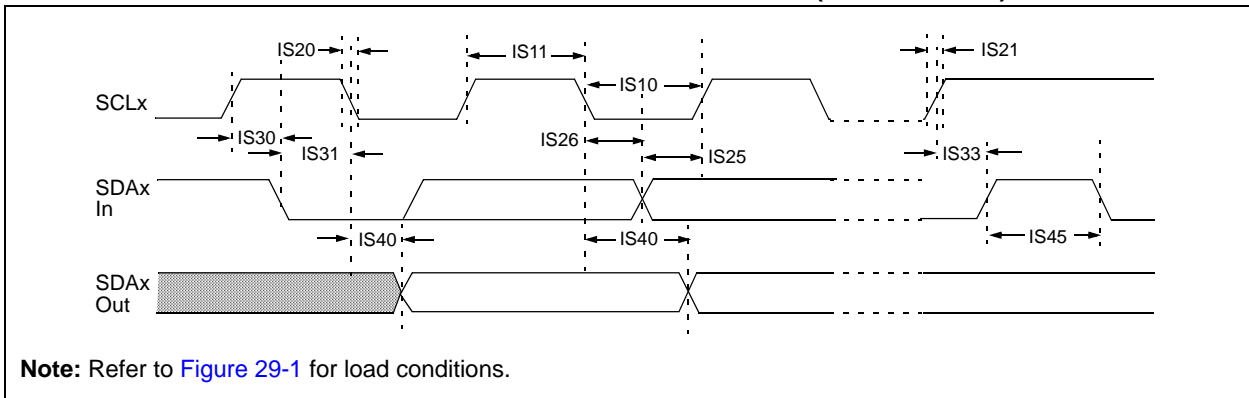 IS20
IS11
IS21
IS10
SCLx
IS30
IS26
IS31
IS25
IS33
SDAx
In
IS40
IS40
IS45
SDAx
Out
Note: Refer to Figure 29-1 for load conditions.